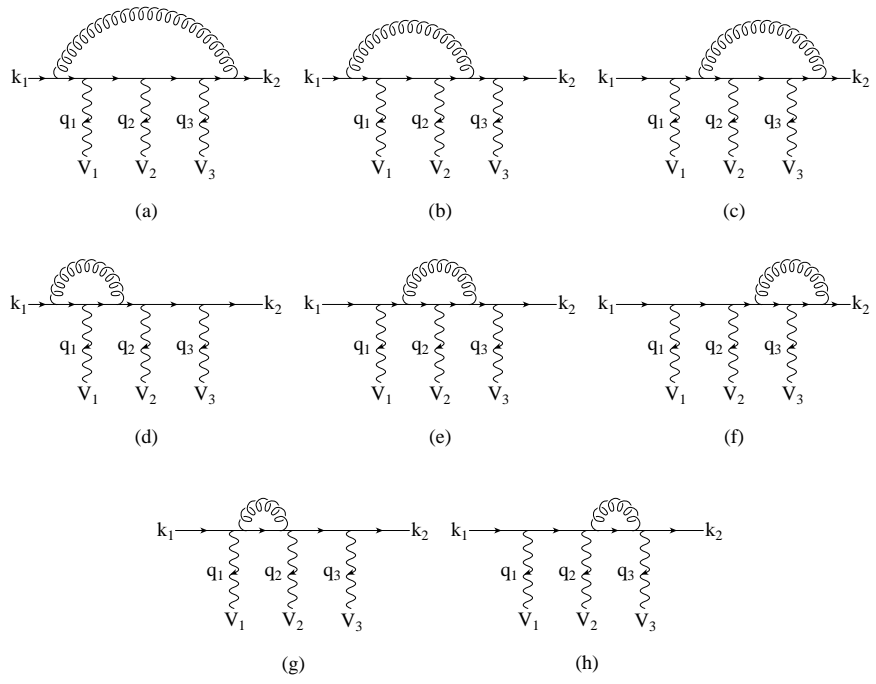 k1 k2 k1 k2 k1 k2
q1 q2 q3 q1 q2 q3 q1 q2 q3
V1 V2 V3 V1 V2 V3 V1 V2 V3
(a) (b) (c)
k1 k2 k1 k2 k1 k2
q1 q2 q3 q1 q2 q3 q1 q2 q3
V1 V2 V3 V1 V2 V3 V1 V2 V3
(d) (e) (f)
k1 k2 k1 k2
q1 q2 q3 q1 q2 q3
V1 V2 V3 V1 V2 V3
(g) (h)